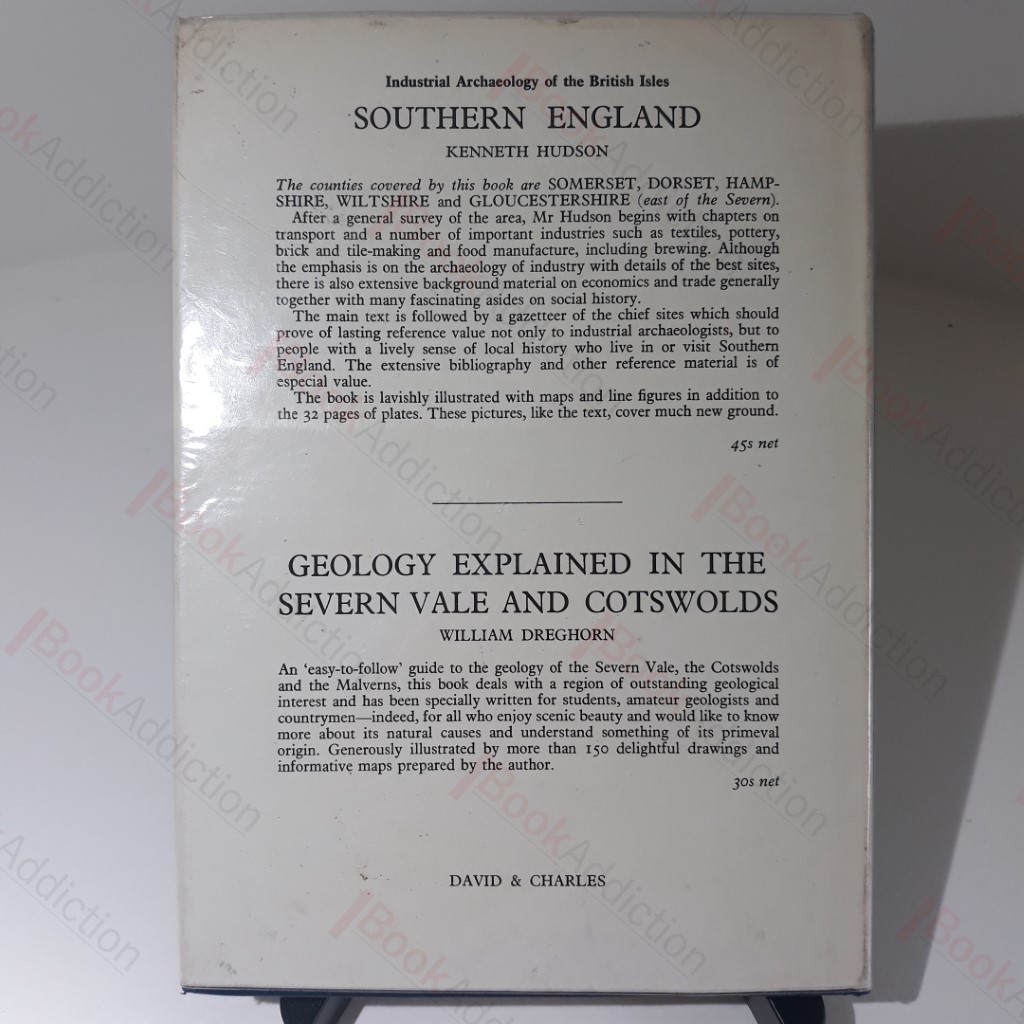 Industrial Archaeology of the British Isles
SOUTHERN ENGLAND
KENNETH HUDSON
The counties covered by this book are SOMERSET, DORSET, HAMP-
SHIRE, WILTSHIRE and GLOUCESTERSHIRE (east of the Severn).
After a general survey of the area, Mr Hudson begins with chapters on
transport and a number of important industries such as textiles, pottery,
brick and tile-making and food manufacture, including brewing. Although
the emphasis is on the archaeology of industry with details of the best sites,
there is also extensive background material on economics and trade generally
together with many fascinating asides on social history.
The main text is followed by a gazetteer of the chief sites which should
prove of lasting reference value not only to industrial archaeologists, but to
people with a lively sense of local history who live in or visit Southern
England. The extensive bibliography and other reference material is of
especial value.
The book is lavishly illustrated with maps and line figures in addition to
the 32 pages of plates. These pictures, like the text, cover much new ground.
45s net
GEOLOGY EXPLAINED IN THE
SEVERN VALE AND COTSWOLDS
WILLIAM DREGHORN
An 'easy-to-follow' guide to the geology of the Severn Vale, the Cotswolds
and the Malverns, this book deals with a region of outstanding geological
interest and has been specially written for students, amateur geologists and
countrymen—indeed, for all who enjoy scenic beauty and would like to know
more about its natural causes and understand something of its primeval
origin. Generously illustrated by more than 150 delightful drawings and
informative maps prepared by the author.
30s net
DAVID & CHARLES